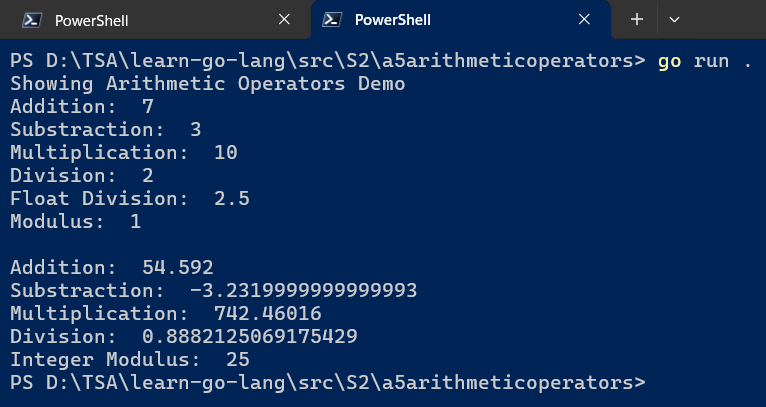 PowerShell
PowerShell
PS D:\TSA\learn-go-lang\src\S2\a5arithmeticoperators> go run .
Showing Arithmetic Operators Demo
Addition:  7
Substraction:  3
Multiplication:  10
Division:  2
Float Division:  2.5
Modulus:  1

Addition:  54.592
Substraction:  -3.2319999999999993
Multiplication:  742.46016
Division:  0.8882125069175429
Integer Modulus:  25
PS D:\TSA\learn-go-lang\src\S2\a5arithmeticoperators>